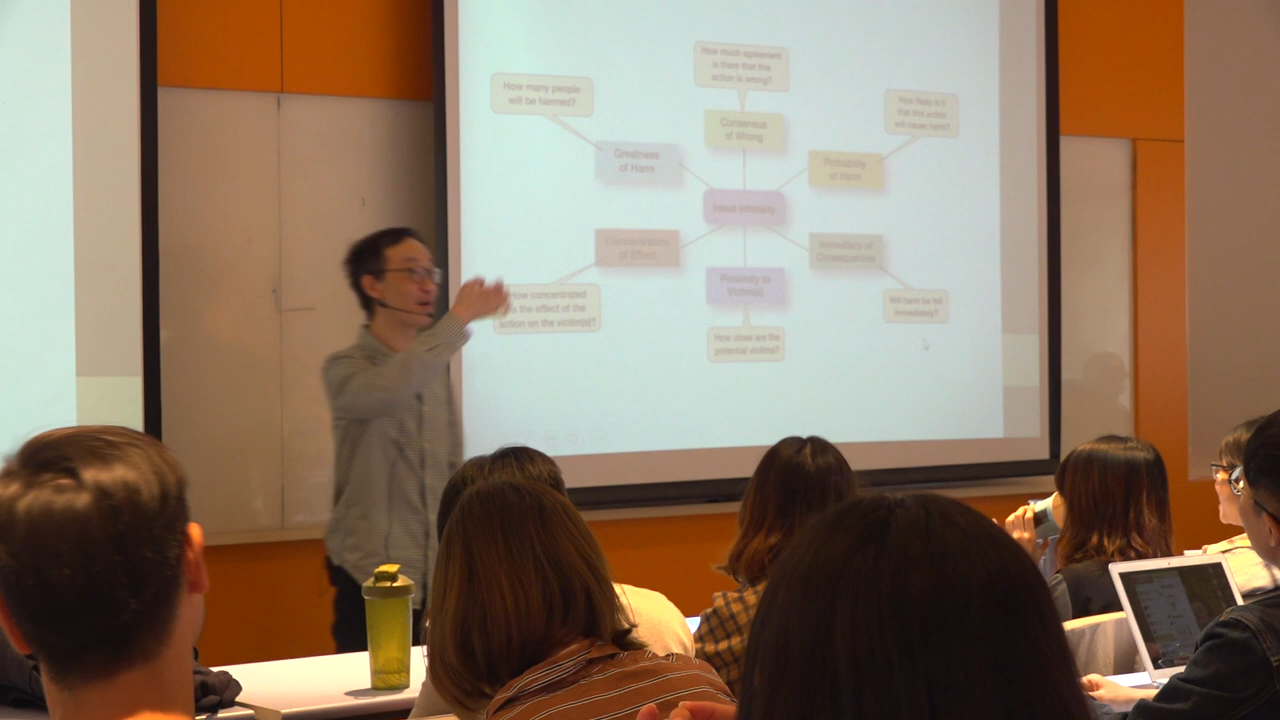 How much agreement
is there that this
action is wrong?
How many people
will be harmed?
How likely is it
that this action
will cause harm?
Consensus
of Wrong
Greatness
of Harm
Probability
of Harm
Issue Intensity
Concentration
of Effect
Immediacy of
Consequences
Proximity to
Victim(s)
How concentrated
is the effect of the
action on the victim(s)?
Will harm be felt
immediately?
How close are the
potential victims?